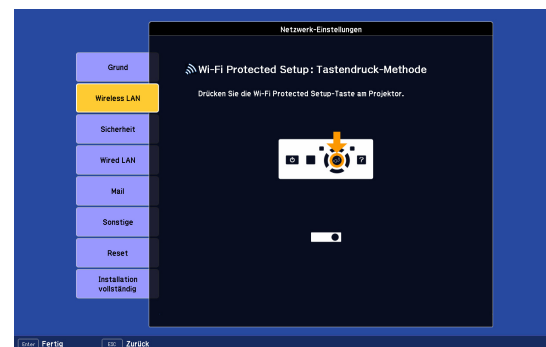 Netzwerk-Einstellungen
Grund
Wireless LAN
Sicherheit
Wired LAN
Mail
Sonstige
Reset
Installation
vollständig
Wi-Fi Protected Setup: Tastendruck-Methode
Drücken Sie die Wi-Fi Protected Setup-Taste am Projektor.
?
Enter Fertig
ESC Zurück